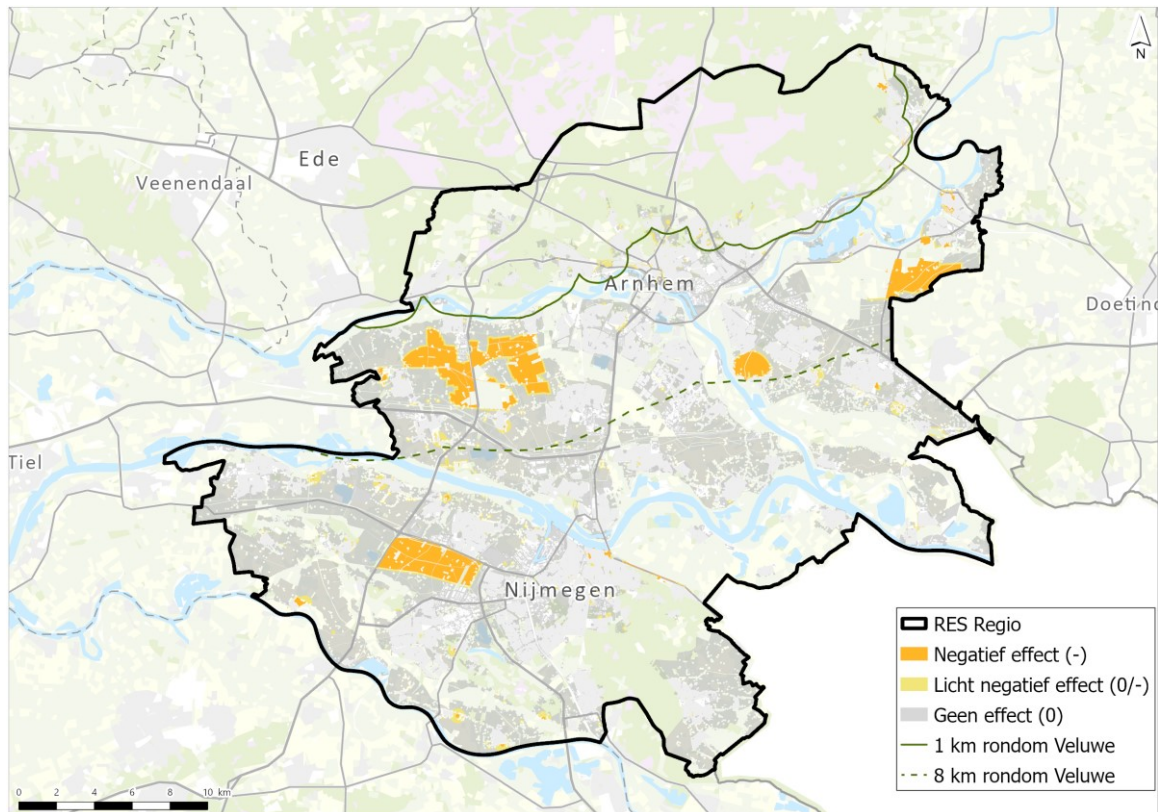 N
Ede
Veenendaal
Arnhem
Doetinc
Tiel
Nijmegen
RES Regio
Negatief effect (-)
Licht negatief effect (0/-)
Geen effect (0)
1 km rondom Veluwe
8 km rondom Veluwe
0 2 4 6 8 10 km